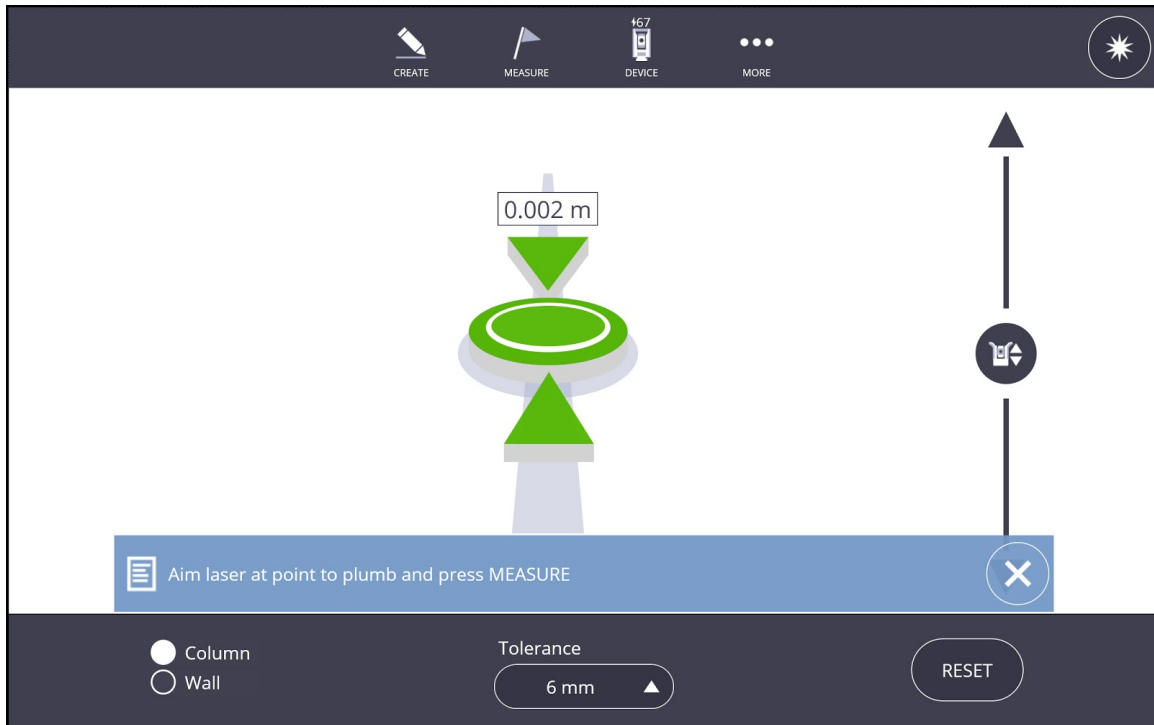 67
CREATE
MEASURE
DEVICE
MORE
0.002 m
Aim laser at point to plumb and press MEASURE
Column
Wall
Tolerance
6 mm
RESET